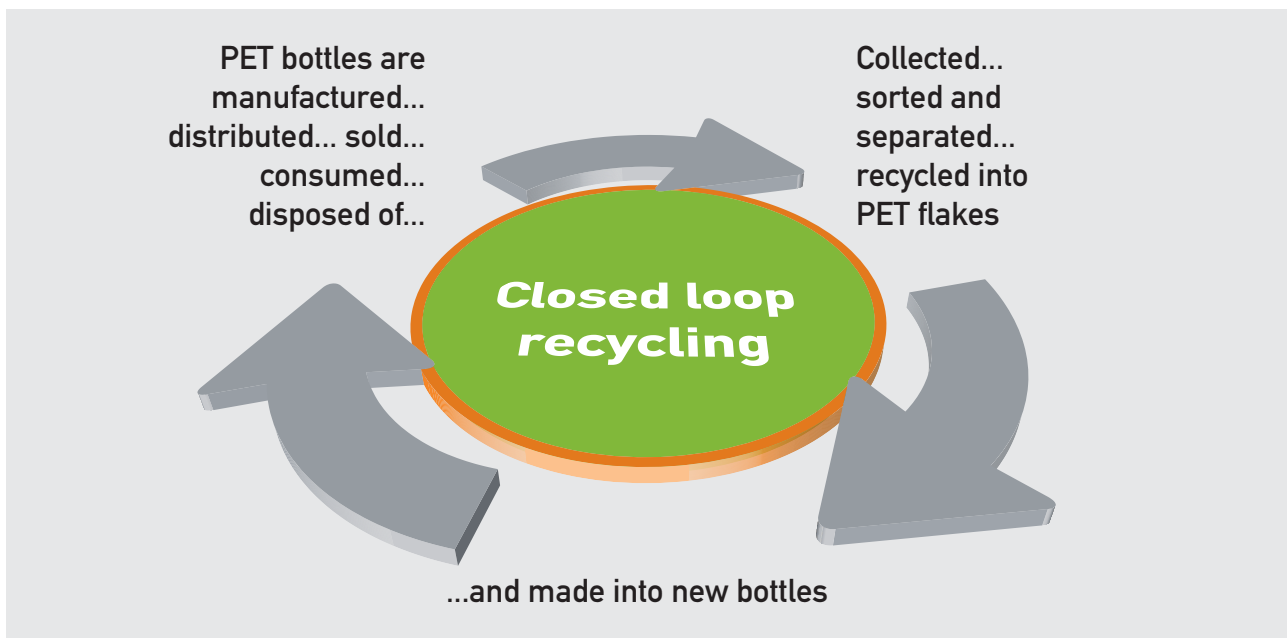 PET bottles are
manufactured...
distributed... sold...
consumed...
disposed of...
Collected...
sorted and
separated...
recycled into
PET flakes
Closed loop
recycling
...and made into new bottles